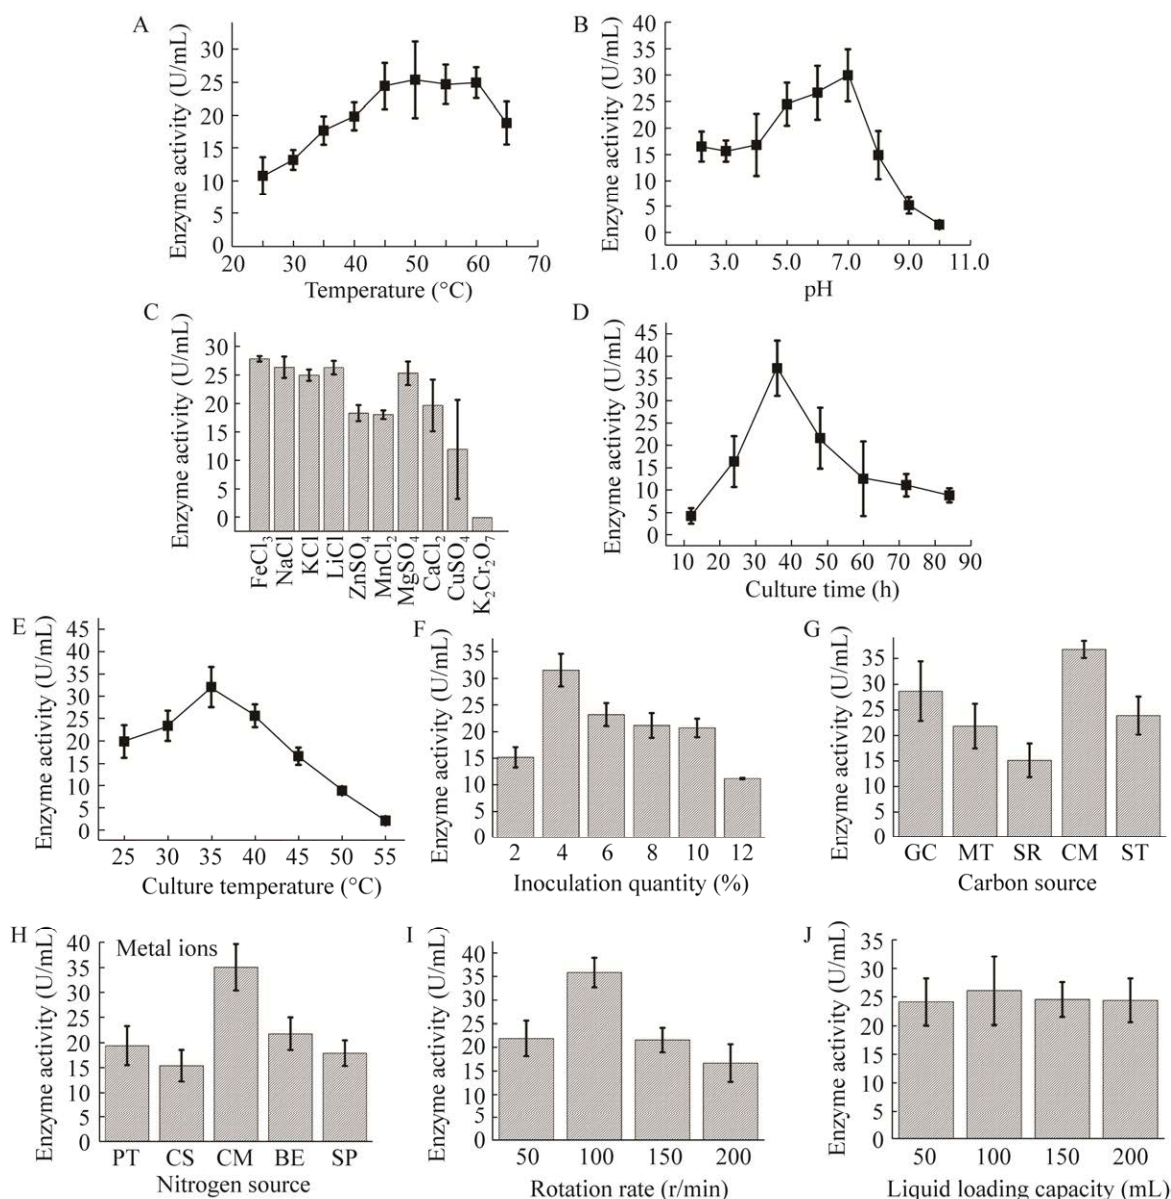 A
Enzyme activity (U/mL)
30
25
20
15
10
5
0
20 30 40 50 60 70
Temperature (°C)
B
Enzyme activity (U/mL)
40
35
30
25
20
15
10
5
0
1.0 3.0 5.0 7.0 9.0 11.0
pH
C
Enzyme activity (U/mL)
30
25
20
15
10
5
0
FeCl3 NaCl KCl LiCl ZnSO4 MnCl2 MgSO4 CaCl2 CuSO4 K2Cr2O7
D
Enzyme activity (U/mL)
45
40
35
30
25
20
15
10
5
0
10 20 30 40 50 60 70 80 90
Culture time (h)
E
Enzyme activity (U/mL)
45
40
35
30
25
20
15
10
5
0
25 30 35 40 45 50 55
Culture temperature (°C)
F
Enzyme activity (U/mL)
35
30
25
20
15
10
5
0
2 4 6 8 10 12
Inoculation quantity (%)
G
Enzyme activity (U/mL)
35
30
25
20
25
10
5
0
GC MT SR CM ST
Carbon source
H
Metal ions
Enzyme activity (U/mL)
40
35
30
25
20
15
10
5
0
PT CS CM BE SP
Nitrogen source
I
Enzyme activity (U/mL)
40
35
30
25
20
25
10
5
0
50 100 150 200
Rotation rate (r/min)
J
Enzyme activity (U/mL)
35
30
25
20
25
10
5
0
50 100 150 200
Liquid loading capacity (mL)